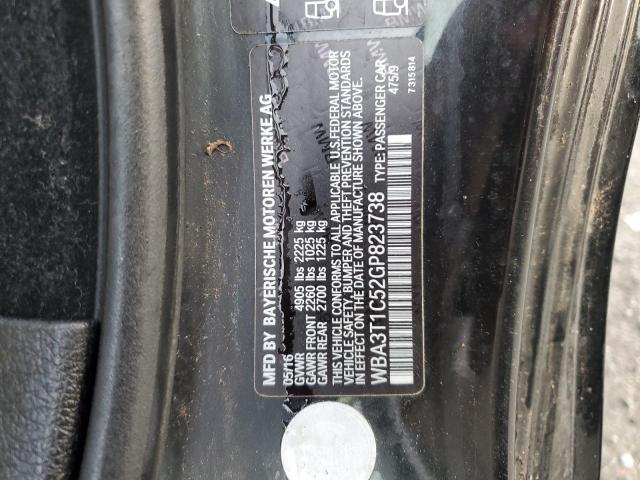 MFD BY BAYERISCHE MOTOREN WERKE AG
05/16
GVWR 4905 lbs 2225 kg
GAWR FRONT 2260 lbs 1025 kg
GAWR REAR 2700 lbs 1225 kg
THIS VEHICLE CONFORMS TO ALL APPLICABLE U.S. FEDERAL MOTOR
VEHICLE SAFETY, BUMPER AND THEFT PREVENTION STANDARDS
IN EFFECT ON THE DATE OF MANUFACTURE SHOWN ABOVE.
WBA3T1C52GP823738 TYPE: PASSENGER CAR
475/9
7 315 814